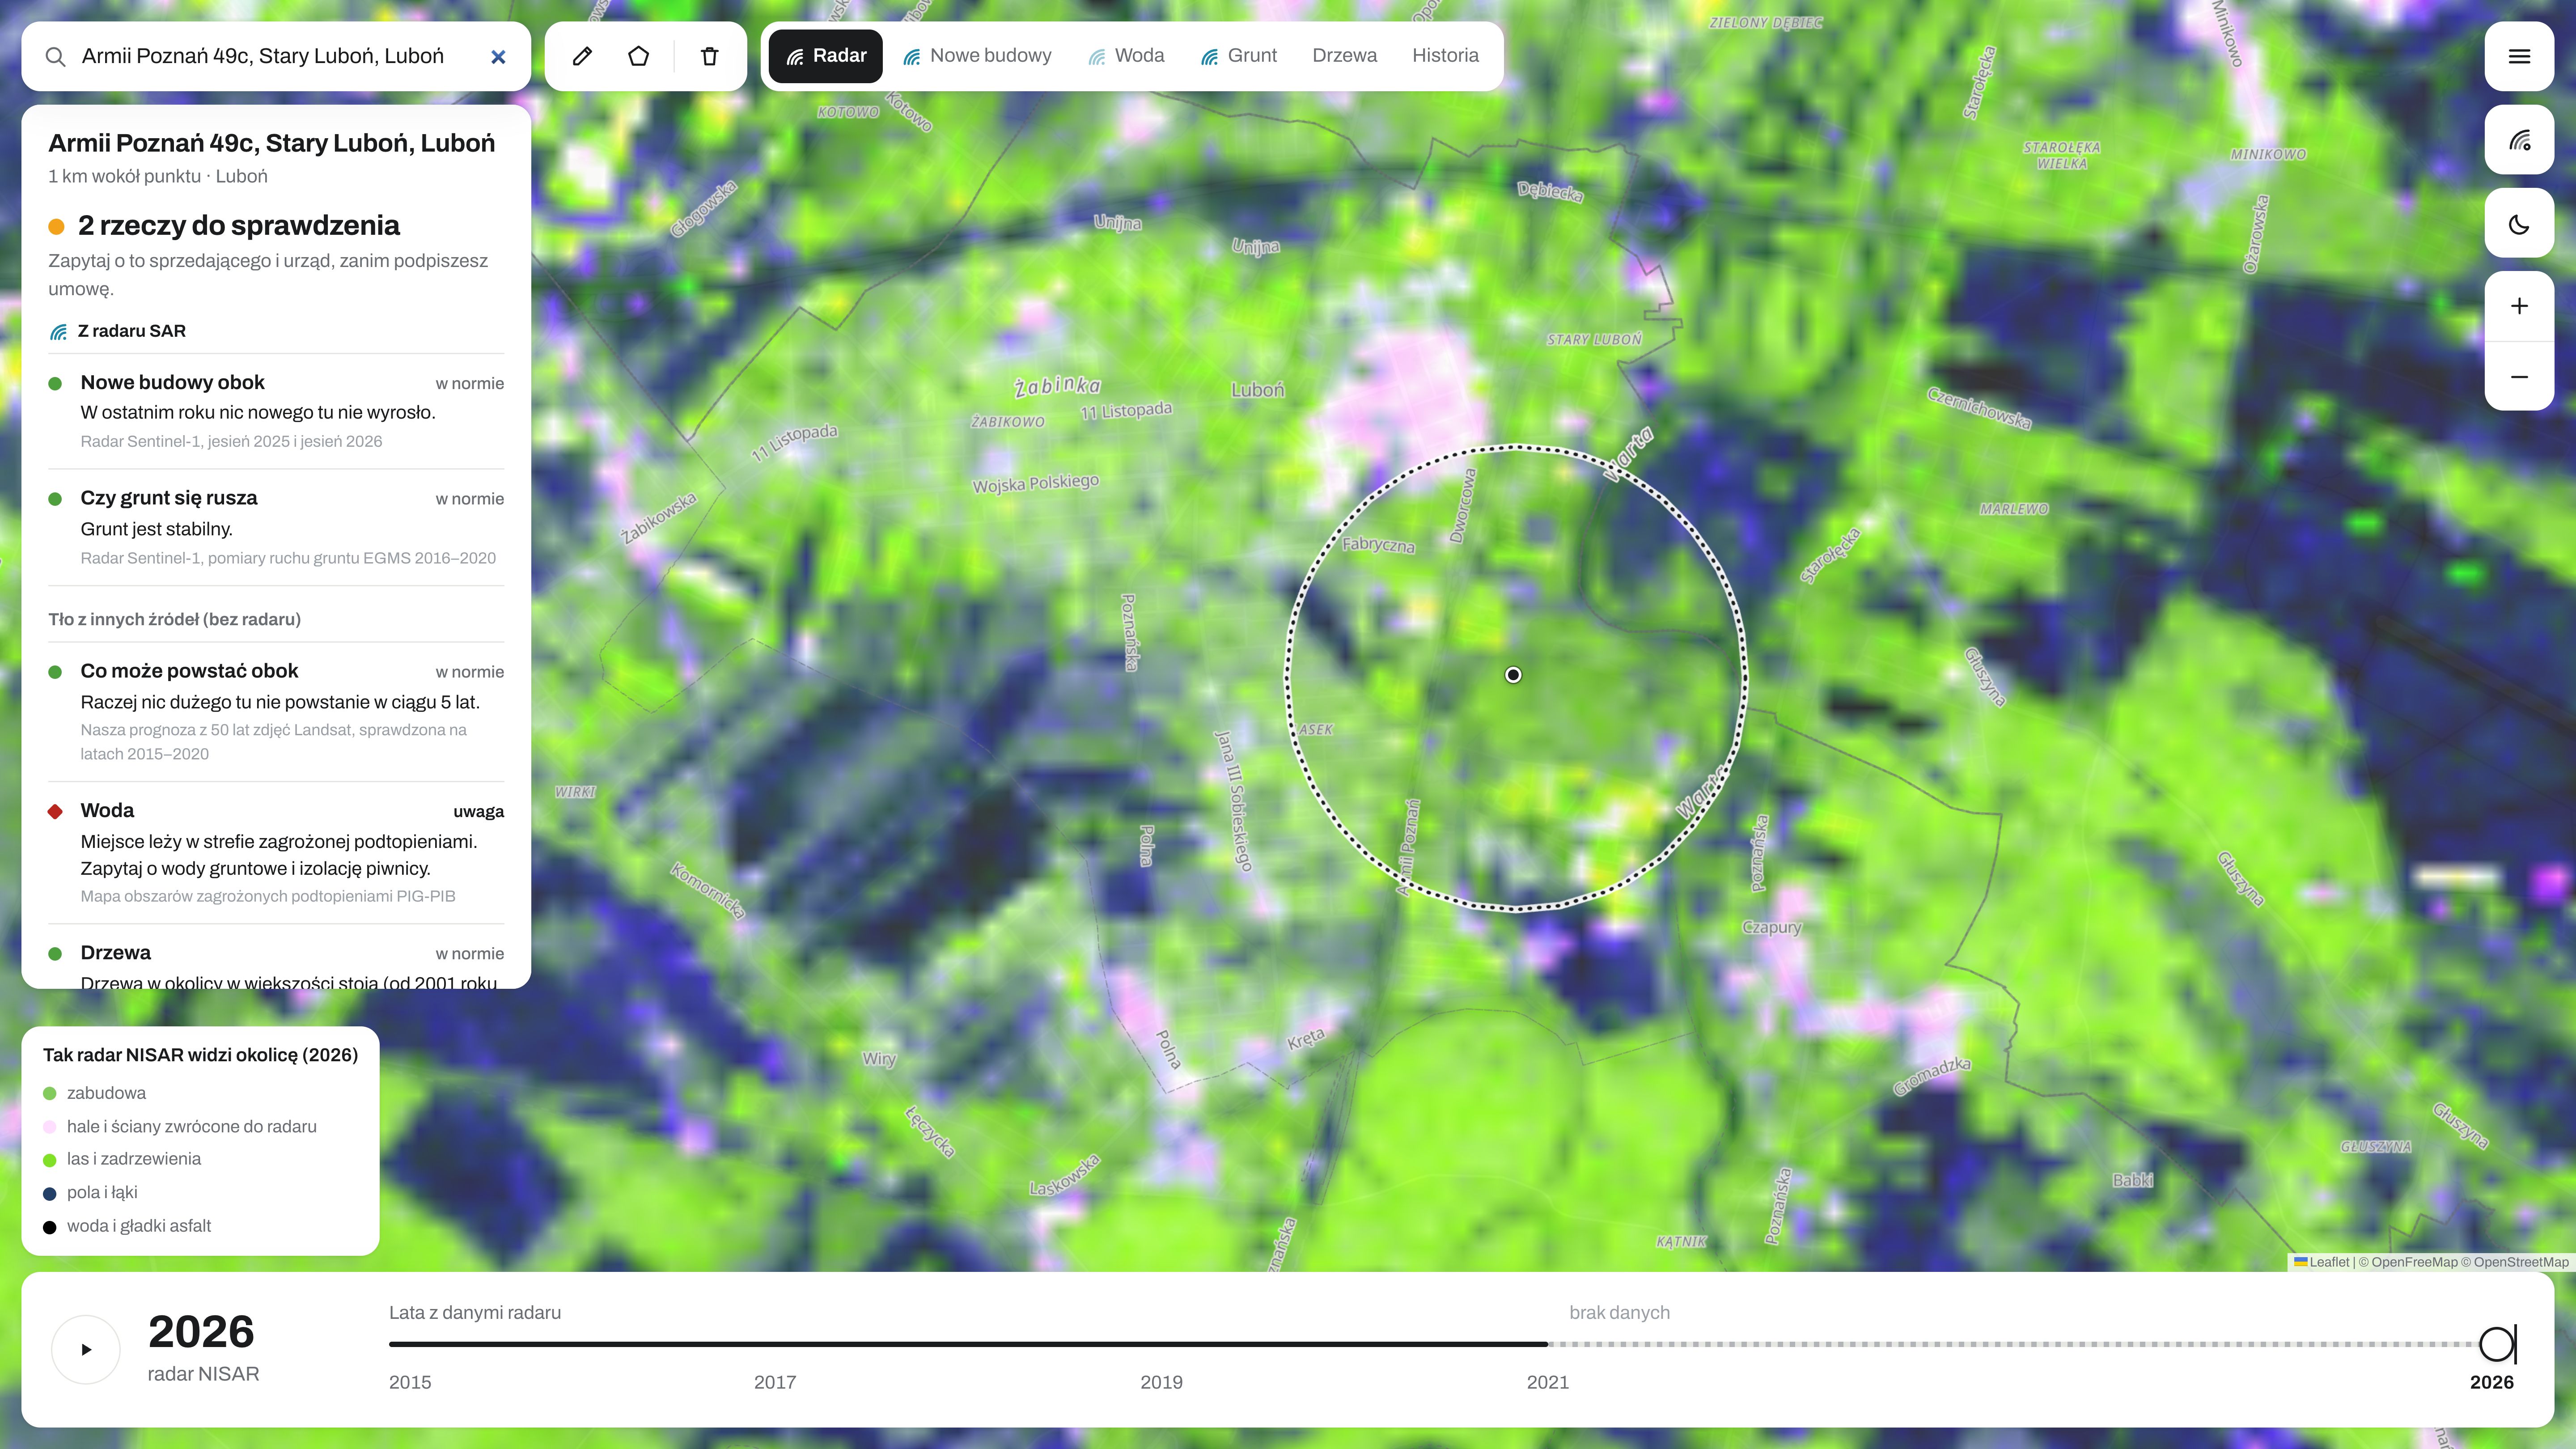 Armii Poznań 49c, Stary Luboń, Luboń
Radar
Nowe budowy
Woda
Grunt
Drzewa
Historia
Armii Poznań 49c, Stary Luboń, Luboń
1 km wokół punktu · Luboń
2 rzeczy do sprawdzenia
Zapytaj o to sprzedającego i urząd, zanim podpiszesz
umowę.
Z radaru SAR
Nowe budowy obok
w normie
W ostatnim roku nic nowego tu nie wyrosło.
Radar Sentinel-1, jesień 2025 i jesień 2026
Czy grunt się rusza
w normie
Grunt jest stabilny.
Radar Sentinel-1, pomiary ruchu gruntu EGMS 2016–2020
Tło z innych źródeł (bez radaru)
Co może powstać obok
w normie
Raczej nic dużego tu nie powstanie w ciągu 5 lat.
Nasza prognoza z 50 lat zdjęć Landsat, sprawdzona na
latach 2015–2020
Woda
uwaga
Miejsce leży w strefie zagrożonej podtopieniami.
Zapytaj o wody gruntowe i izolację piwnicy.
Mapa obszarów zagrożonych podtopieniami PIG-PIB
Drzewa
w normie
Drzewa w okolicy w większości stoją (od 2001 roku
Tak radar NISAR widzi okolicę (2026)
zabudowa
hale i ściany zwrócone do radaru
las i zadrzewienia
pola i łąki
woda i gładki asfalt
ZIELONY DĘBIEC
Minikowo
Starołęcka
KOTOWO
Kotowo
STAROŁĘKA
WIELKA
MINIKOWO
Głogowska
Dębiecka
Unijna
Unijna
Ożarowska
STARY LUBOŃ
Żabinka
Luboń
ŻABIKOWO
11 Listopada
11 Listopada
Czernichowska
Warta
Wojska Polskiego
Żabikowska
Dworcowa
MARLEWO
Fabryczna
Starołęcka
Poznańska
Głuszyna
ASEK
Jana III Sobieskiego
WIRKI
Warta
Armii Poznań
Polna
Poznańska
Komornicka
Głuszyna
Czapury
Polna
Kręta
Wiry
Gromadzka
Łęczycka
Głuszyna
GŁUSZYNA
Laskowska
Babki
Poznańska
znańska
KĄTNIK
Leaflet | © OpenFreeMap © OpenStreetMap
2026
radar NISAR
Lata z danymi radaru
brak danych
2015
2017
2019
2021
2026